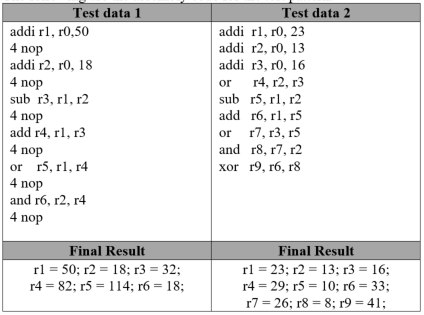 Test data 1 Test data 2
addi r1, r0,50
4 nop
addi r2, r0, 18
4 nop
sub r3, r1, r2
4 nop
add r4, r1, r3
4 nop
or r5, r1, r4
4 nop
and r6, r2, r4
4 nop
addi r1, r0, 23
addi r2, r0, 13
addi r3, r0, 16
or r4, r2, r3
sub r5, r1, r2
add r6, r1, r5
or r7, r3, r5
and r8, r7, r2
xor r9, r6, r8
Final Result Final Result
r1 = 50; r2 = 18; r3 = 32;
r4 = 82; r5 = 114; r6 = 18;
r1 = 23; r2 = 13; r3 = 16;
r4 = 29; r5 = 10; r6 = 33;
r7 = 26; r8 = 8; r9 = 41;